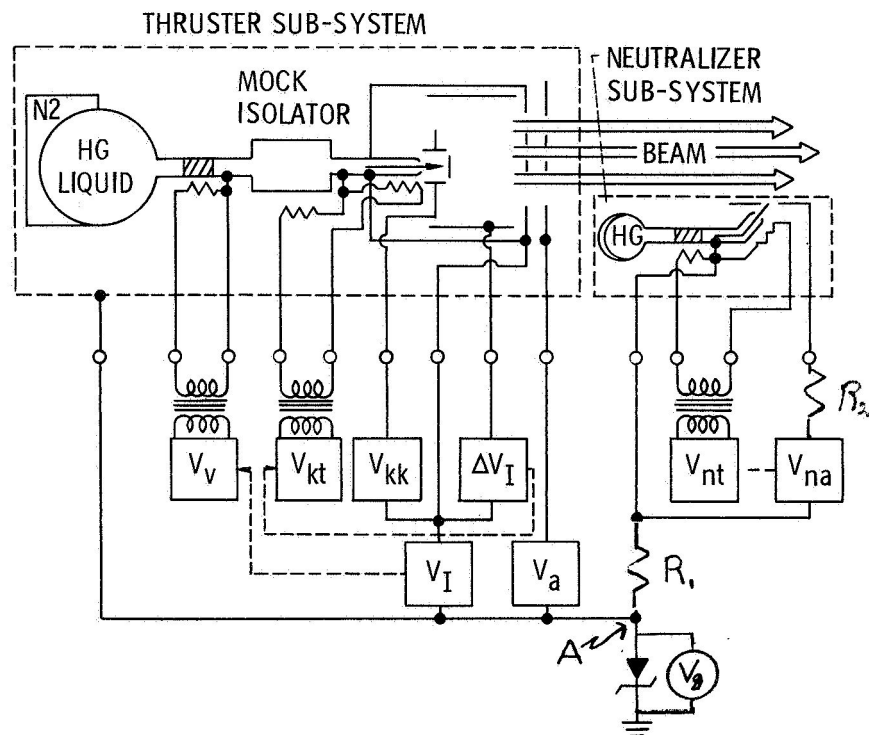 THRUSTER SUB-SYSTEM
NEUTRALIZER
SUB-SYSTEM
MOCK
ISOLATOR
N2
HG
LIQUID
BEAM
HG
R2
Vv
Vkt
Vkk
ΔVI
Vnt
Vna
VI
Va
R1
A
Vg